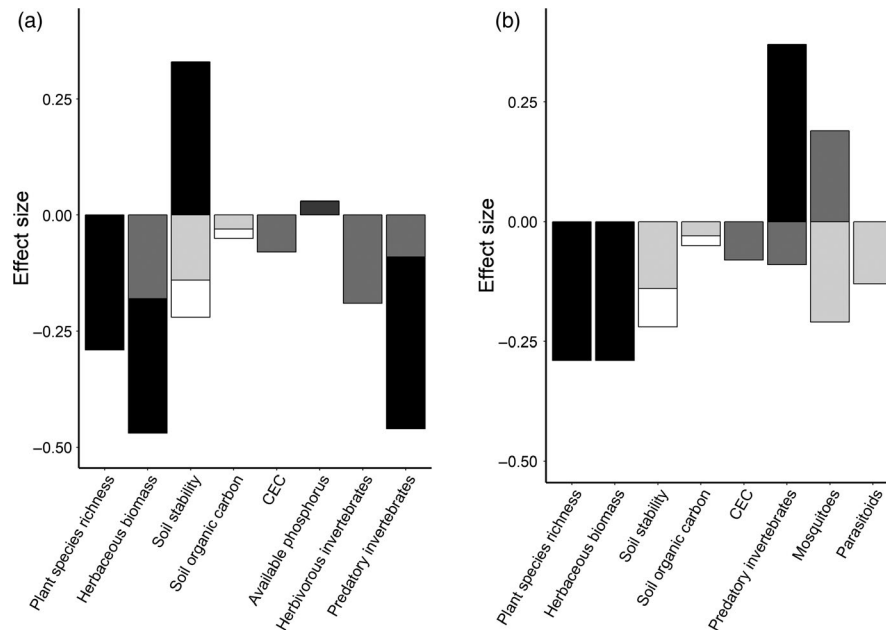 (a)
Effect size
0.25
0.00
−0.25
−0.50
Plant species richness
Herbaceous biomass
Soil stability
Soil organic carbon
CEC
Available phosphorus
Herbivorous invertebrates
Predatory invertebrates
(b)
Effect size
0.25
0.00
−0.25
−0.50
Plant species richness
Herbaceous biomass
Soil stability
Soil organic carbon
CEC
Predatory invertebrates
Mosquitoes
Parasitoids